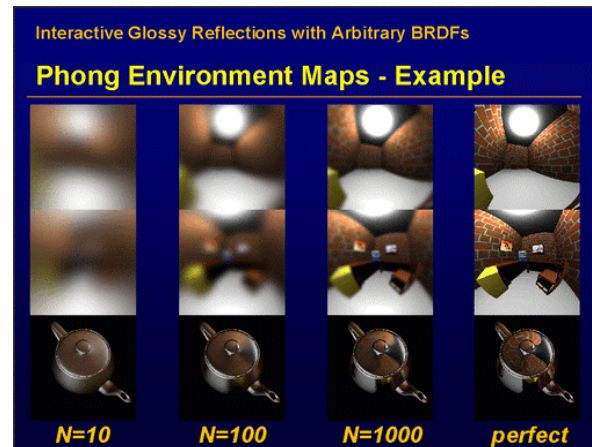 Interactive Glossy Reflections with Arbitrary BRDFs
Phong Environment Maps - Example
N=10 N=100 N=1000 perfect